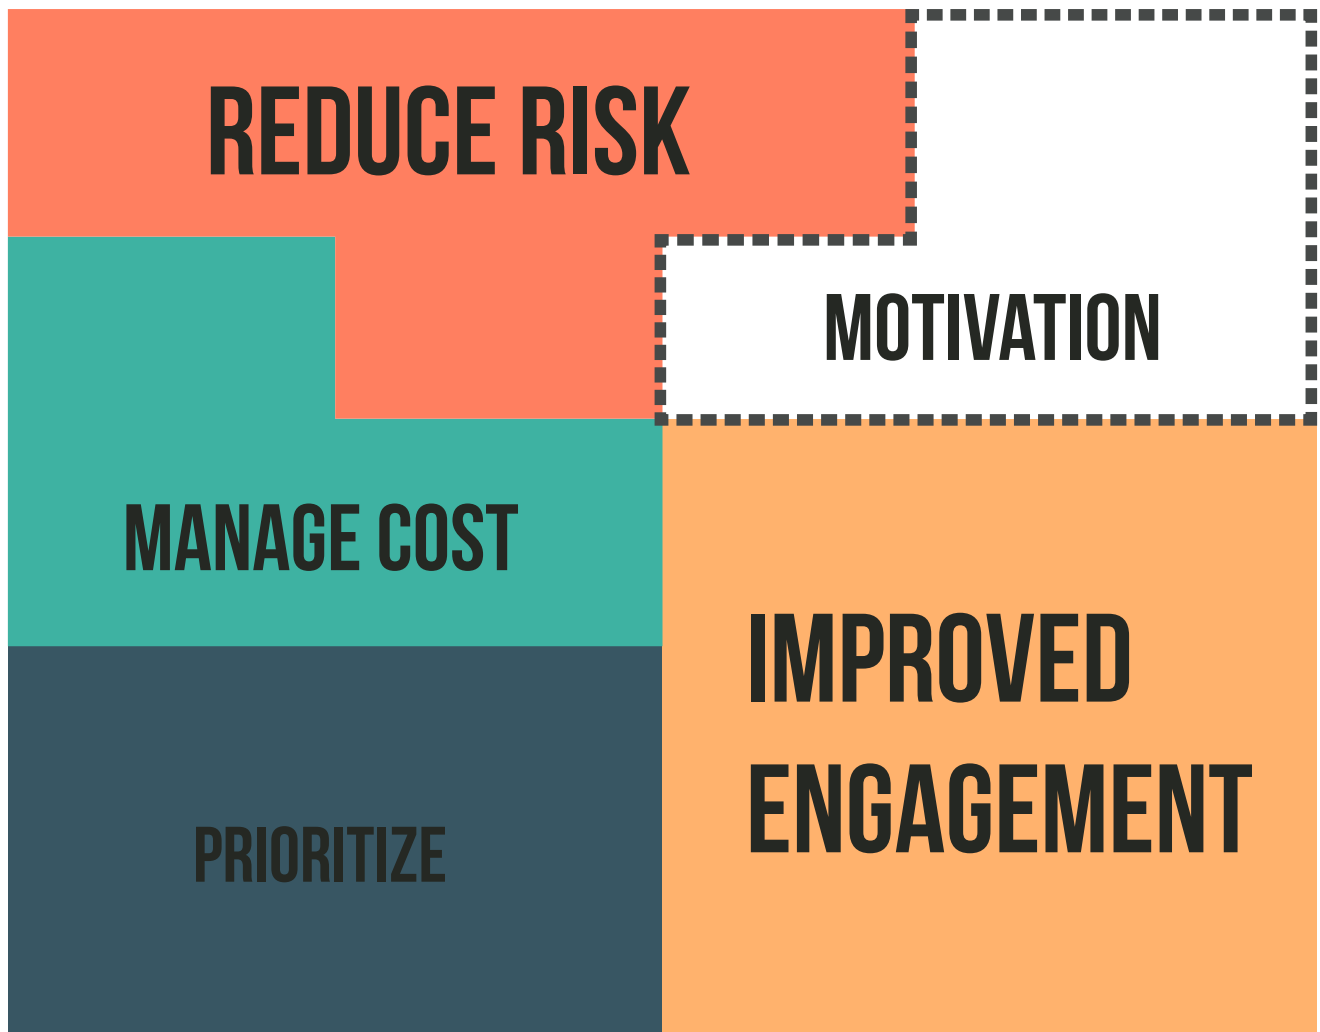 REDUCE RISK
MOTIVATION
MANAGE COST
IMPROVED
ENGAGEMENT
PRIORITIZE